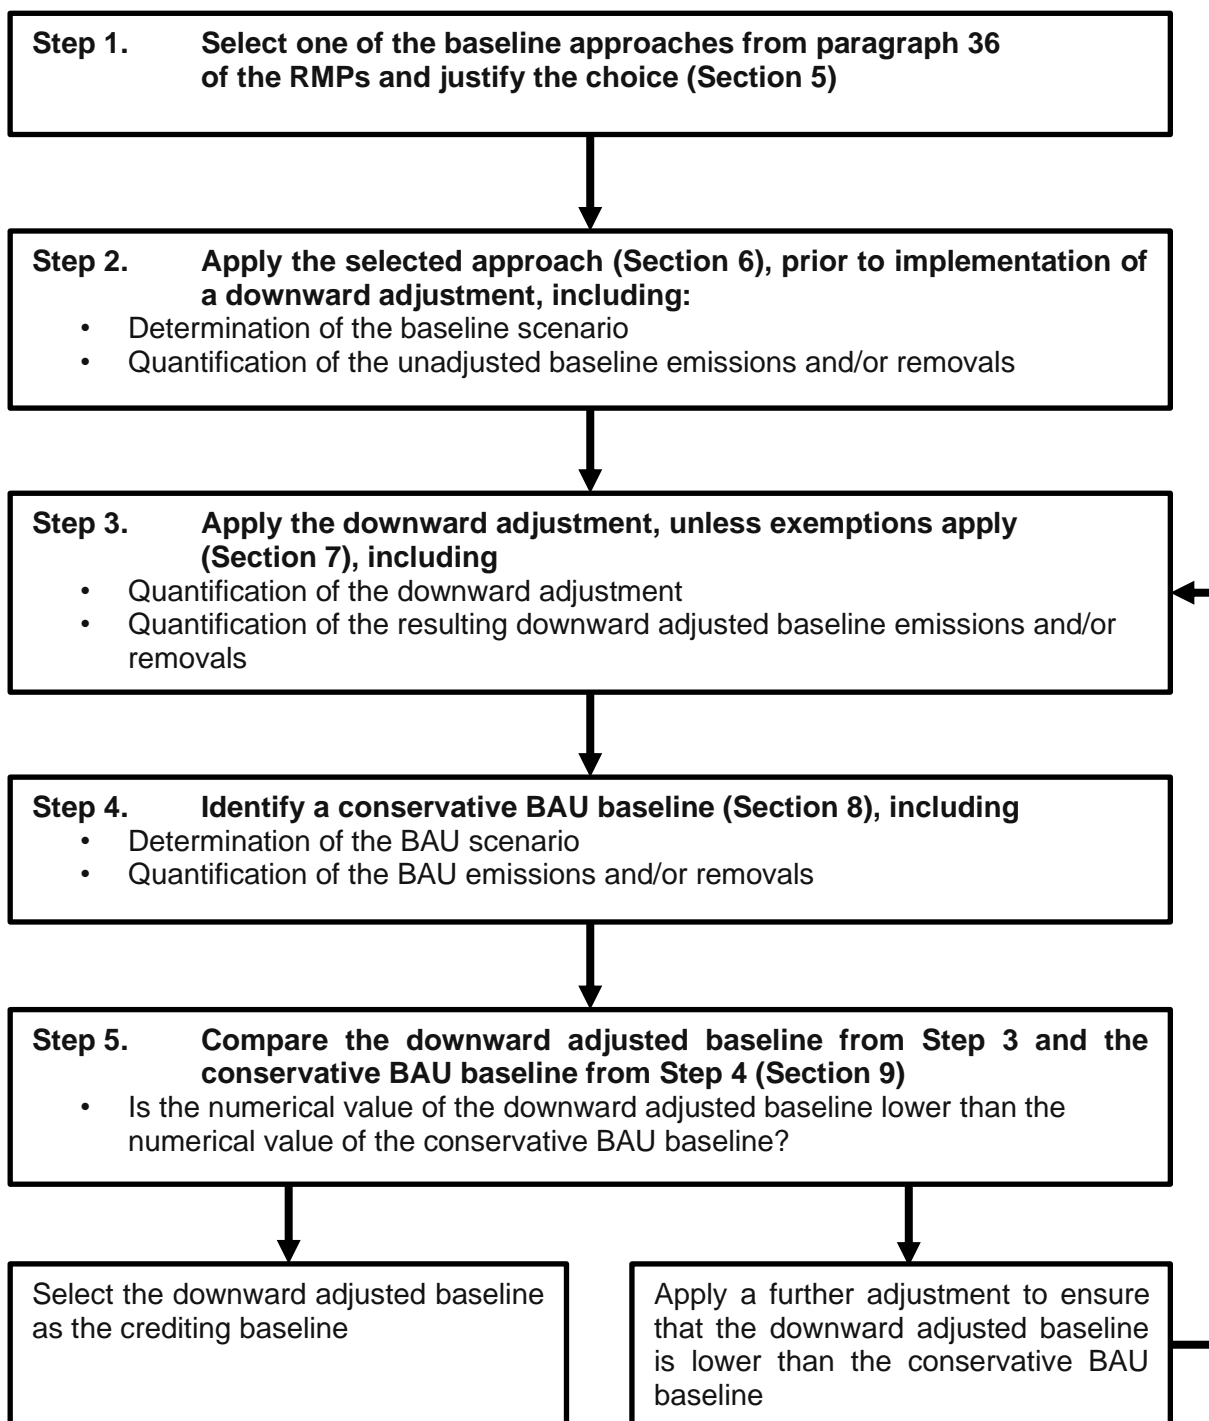 Step 1. Select one of the baseline approaches from paragraph 36
of the RMPs and justify the choice (Section 5)
Step 2. Apply the selected approach (Section 6), prior to implementation of
a downward adjustment, including:
• Determination of the baseline scenario
• Quantification of the unadjusted baseline emissions and/or removals
Step 3. Apply the downward adjustment, unless exemptions apply
(Section 7), including
• Quantification of the downward adjustment
• Quantification of the resulting downward adjusted baseline emissions and/or
removals
Step 4. Identify a conservative BAU baseline (Section 8), including
• Determination of the BAU scenario
• Quantification of the BAU emissions and/or removals
Step 5. Compare the downward adjusted baseline from Step 3 and the
conservative BAU baseline from Step 4 (Section 9)
• Is the numerical value of the downward adjusted baseline lower than the
numerical value of the conservative BAU baseline?
Select the downward adjusted baseline
as the crediting baseline
Apply a further adjustment to ensure
that the downward adjusted baseline
is lower than the conservative BAU
baseline